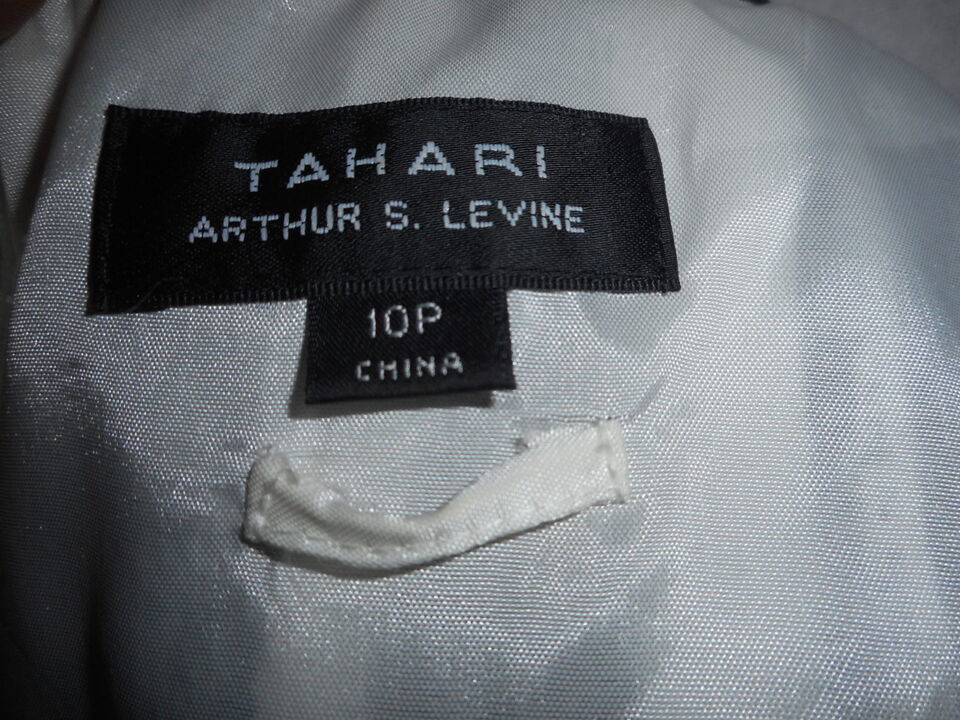 TAHARI
ARTHUR S. LEVINE
10P
CHINA